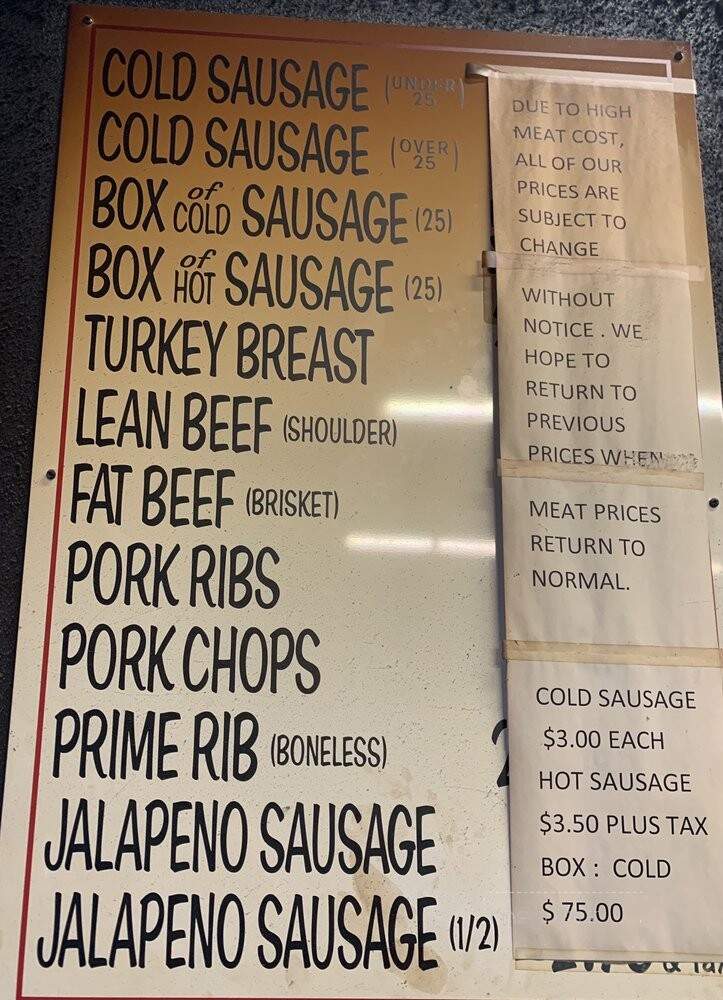 COLD SAUSAGE (UNDER 25)
COLD SAUSAGE (OVER 25)
BOX of COLD SAUSAGE (25)
BOX of HOT SAUSAGE (25)
TURKEY BREAST
LEAN BEEF (SHOULDER)
FAT BEEF (BRISKET)
PORK RIBS
PORK CHOPS
PRIME RIB (BONELESS)
JALAPENO SAUSAGE
JALAPENO SAUSAGE (1/2)
DUE TO HIGH
MEAT COST,
ALL OF OUR
PRICES ARE
SUBJECT TO
CHANGE
WITHOUT
NOTICE . WE
HOPE TO
RETURN TO
PREVIOUS
PRICES WHEN
MEAT PRICES
RETURN TO
NORMAL.
COLD SAUSAGE
$3.00 EACH
HOT SAUSAGE
$3.50 PLUS TAX
BOX : COLD
$ 75.00